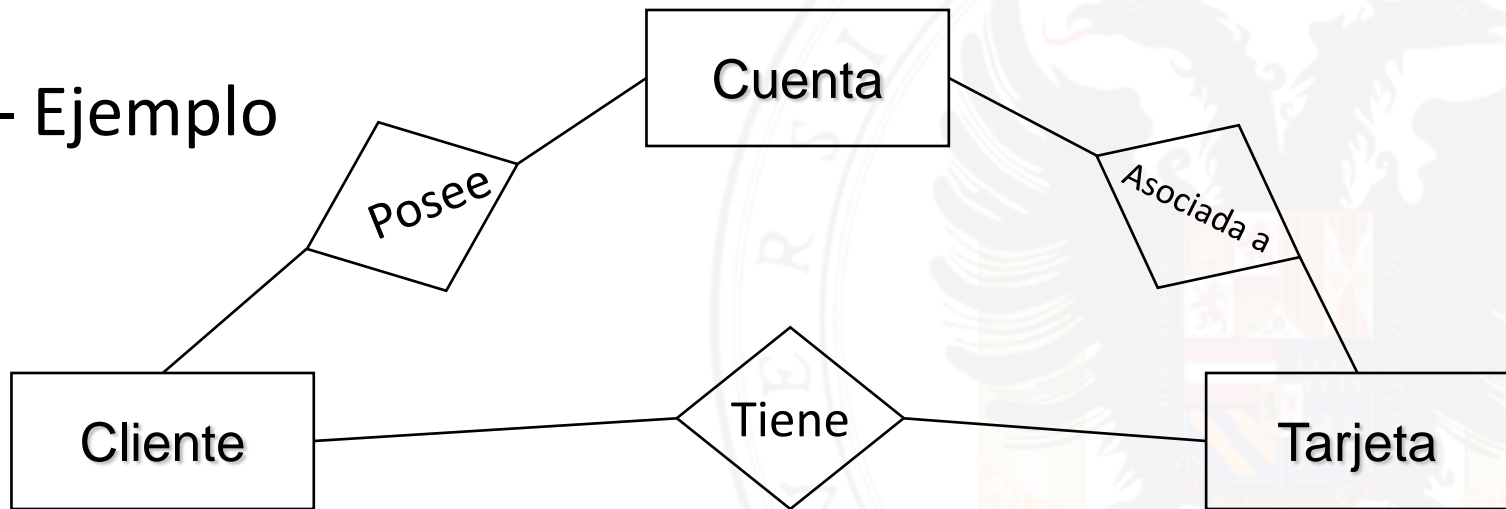 Cuenta
- Ejemplo
Posee
Asociada a
Cliente
Tiene
Tarjeta
E R S I